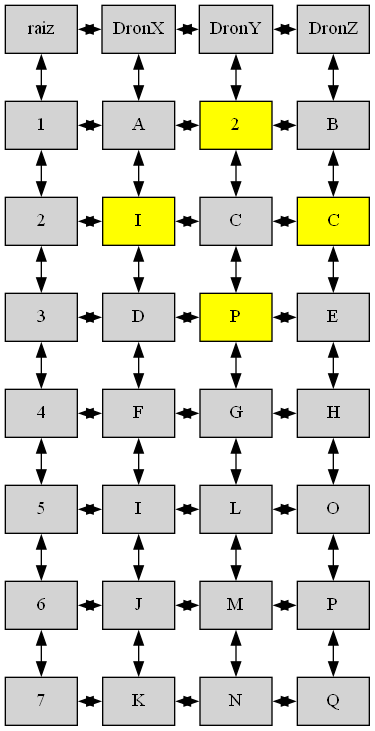 raiz DronX DronY DronZ
1 A 2 B
2 I C C
3 D P E
4 F G H
5 I L O
6 J M P
7 K N Q